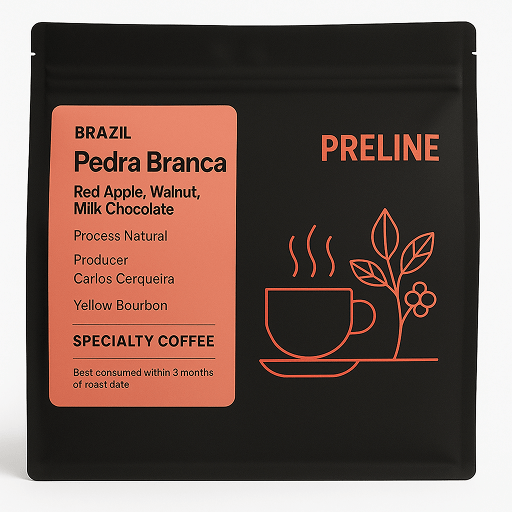 BRAZIL
Pedra Branca
Red Apple, Walnut,
Milk Chocolate
Process Natural
Producer
Carlos Cerqueira
Yellow Bourbon
SPECIALTY COFFEE
Best consumed within 3 months
of roast date
PRELINE